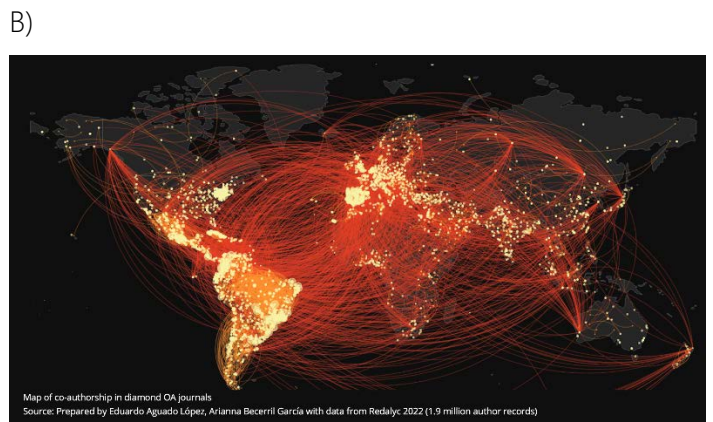 B)
Map of co-authorship in diamond OA journals
Source: Prepared by Eduardo Aguado López, Arianna Becerril García with data from Redalyc 2022 (1.9 million author records)